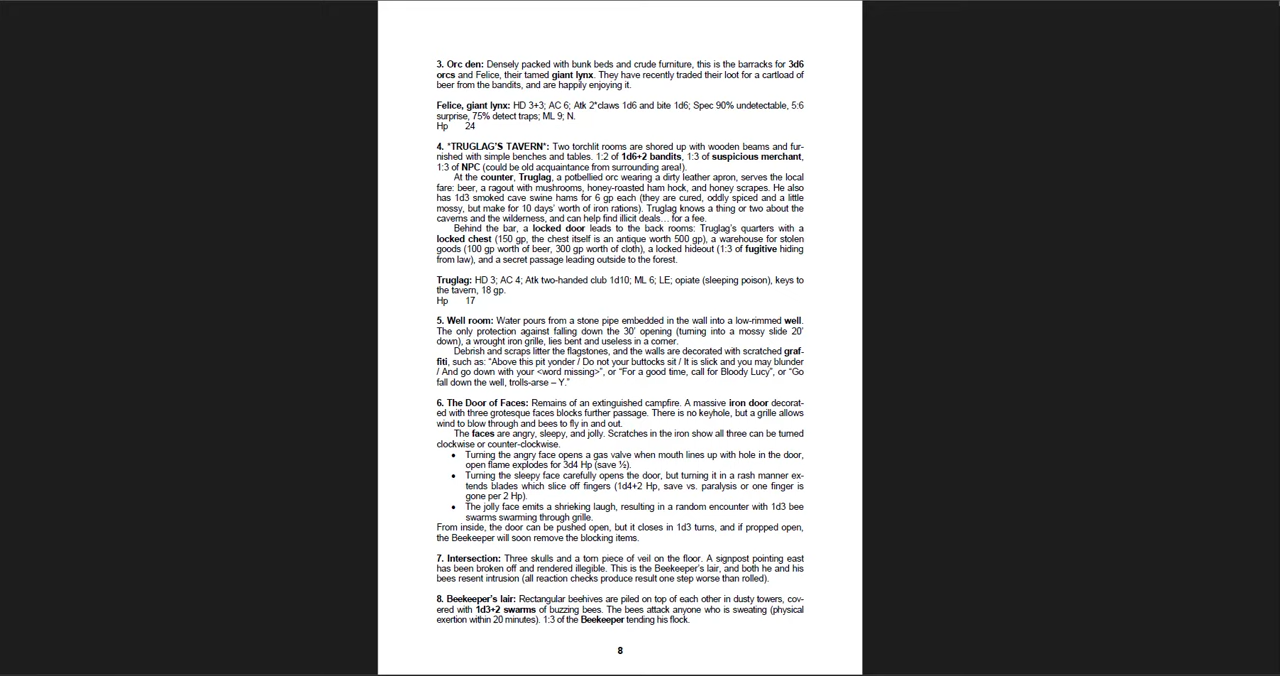 3. Orc den: Densely packed with bunk beds and crude furniture, this is the barracks for 3d6
orcs and Felice, their tamed giant lynx. They have recently traded their loot for a cartload of
beer from the bandits, and are happily enjoying it.
Felice, giant lynx: HD 3+3; AC 6; Atk 2*claws 1d6 and bite 1d6; Spec 90% undetectable, 5:6
surprise, 75% detect traps; ML 9; N.
Hp 24
4. *TRUGLAG'S TAVERN*: Two torchlit rooms are shored up with wooden beams and fur-
nished with simple benches and tables. 1:2 of 1d6+2 bandits, 1:3 of suspicious merchant,
1:3 of NPC (could be old acquaintance from surrounding area!).
At the counter, Truglag, a potbellied orc wearing a dirty leather apron, serves the local
fare: beer, a ragout with mushrooms, honey-roasted ham hock, and honey scrapes. He also
has 1d3 smoked cave swine hams for 6 gp each (they are cured, oddly spiced and a little
mossy, but make for 10 days' worth of iron rations). Truglag knows a thing or two about the
caverns and the wilderness, and can help find illicit deals… for a fee.
Behind the bar, a locked door leads to the back rooms: Truglag's quarters with a
locked chest (150 gp, the chest itself is an antique worth 500 gp), a warehouse for stolen
goods (100 gp worth of beer, 300 gp worth of cloth), a locked hideout (1:3 of fugitive hiding
from law), and a secret passage leading outside to the forest.
Truglag: HD 3; AC 4; Atk two-handed club 1d10; ML 6; LE; opiate (sleeping poison), keys to
the tavern, 18 gp.
Hp 17
5. Well room: Water pours from a stone pipe embedded in the wall into a low-rimmed well.
The only protection against falling down the 30' opening (turning into a mossy slide 20'
down), a wrought iron grille, lies bent and useless in a corner.
Debrish and scraps litter the flagstones, and the walls are decorated with scratched graf-
fiti, such as: "Above this pit yonder / Do not your buttocks sit / It is slick and you may blunder
/ And go down with your <word missing>", or "For a good time, call for Bloody Lucy", or "Go
fall down the well, trolls-arse – Y."
6. The Door of Faces: Remains of an extinguished campfire. A massive iron door decorat-
ed with three grotesque faces blocks further passage. There is no keyhole, but a grille allows
wind to blow through and bees to fly in and out.
The faces are angry, sleepy, and jolly. Scratches in the iron show all three can be turned
clockwise or counter-clockwise.
• Turning the angry face opens a gas valve when mouth lines up with hole in the door,
open flame explodes for 3d4 Hp (save ½).
• Turning the sleepy face carefully opens the door, but turning it in a rash manner ex-
tends blades which slice off fingers (1d4+2 Hp, save vs. paralysis or one finger is
gone per 2 Hp).
• The jolly face emits a shrieking laugh, resulting in a random encounter with 1d3 bee
swarms swarming through grille.
From inside, the door can be pushed open, but it closes in 1d3 turns, and if propped open,
the Beekeeper will soon remove the blocking items.
7. Intersection: Three skulls and a torn piece of veil on the floor. A signpost pointing east
has been broken off and rendered illegible. This is the Beekeeper's lair, and both he and his
bees resent intrusion (all reaction checks produce result one step worse than rolled).
8. Beekeeper's lair: Rectangular beehives are piled on top of each other in dusty towers, cov-
ered with 1d3+2 swarms of buzzing bees. The bees attack anyone who is sweating (physical
exertion within 20 minutes). 1:3 of the Beekeeper tending his flock.
8